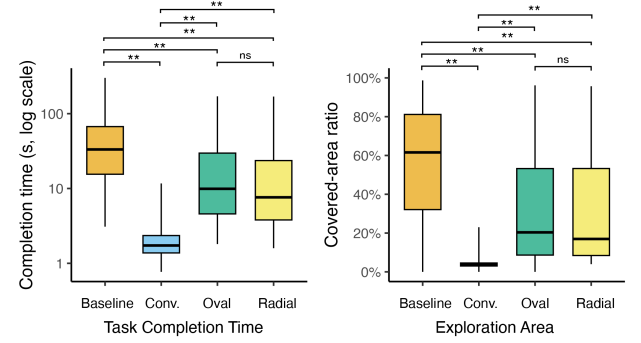 **
**
**
**
**
ns
Completion time (s, log scale)
100
10
1
Baseline
Conv.
Oval
Radial
Task Completion Time
**
**
**
**
**
ns
Covered-area ratio
100%
80%
60%
40%
20%
0%
Baseline
Conv.
Oval
Radial
Exploration Area